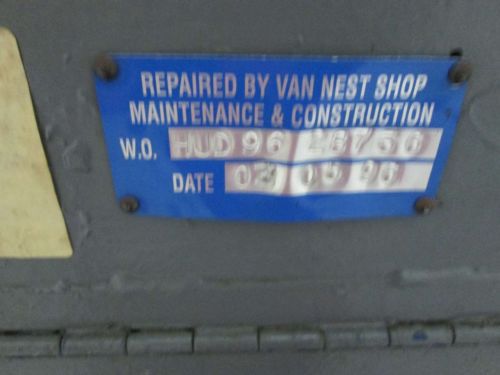 REPAIRED BY VAN NEST SHOP
MAINTENANCE & CONSTRUCTION
W.O. HUD 96
DATE